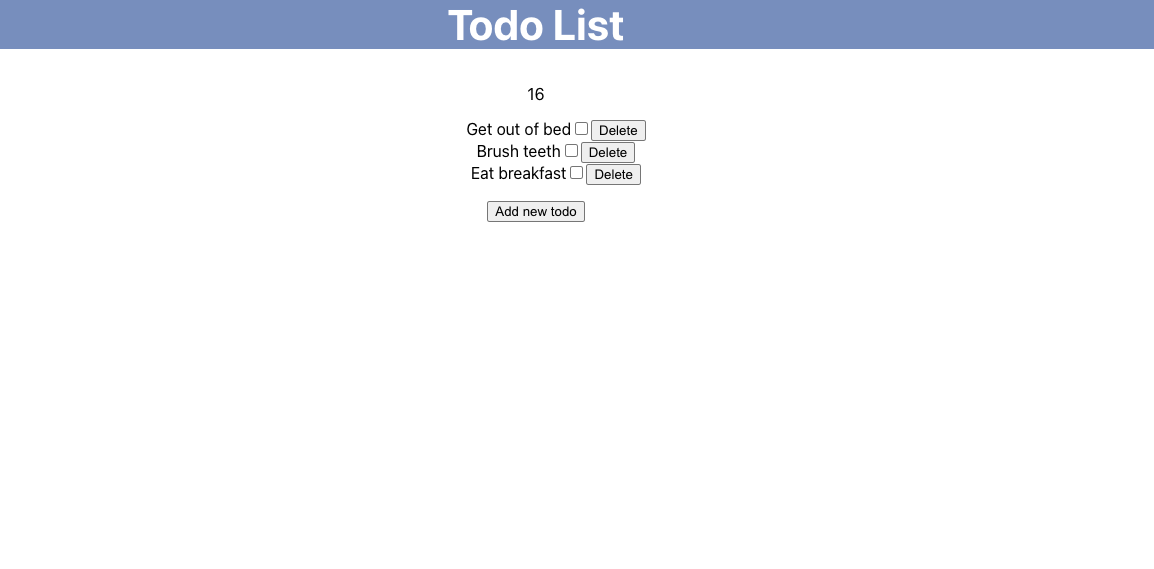 Todo List
16
Get out of bed Delete
Brush teeth Delete
Eat breakfast Delete
Add new todo